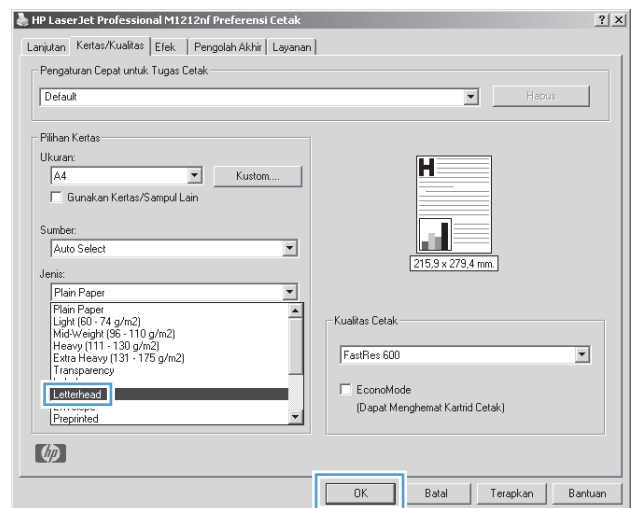 HP LaserJet Professional M1212nf Preferensi Cetak
Lanjutan Kertas/Kualitas Efek Pengolah Akhir Layanan
Pengaturan Cepat untuk Tugas Cetak
Default
Hapus
Pilihan Kertas
Ukuran:
A4
Kustom....
Gunakan Kertas/Sampul Lain
Sumber:
Auto Select
Jenis:
Plain Paper
Plain Paper
Light (60 - 74 g/m2)
Mid-Weight (96 - 110 g/m2)
Heavy (111 - 130 g/m2)
Extra Heavy (131 - 175 g/m2)
Transparency
Letterhead
Envelope
Preprinted
H
215,9 x 279,4 mm.
Kualitas Cetak
FastRes 600
EconoMode
(Dapat Menghemat Kartrid Cetak)
hp
OK Batal Terapkan Bantuan